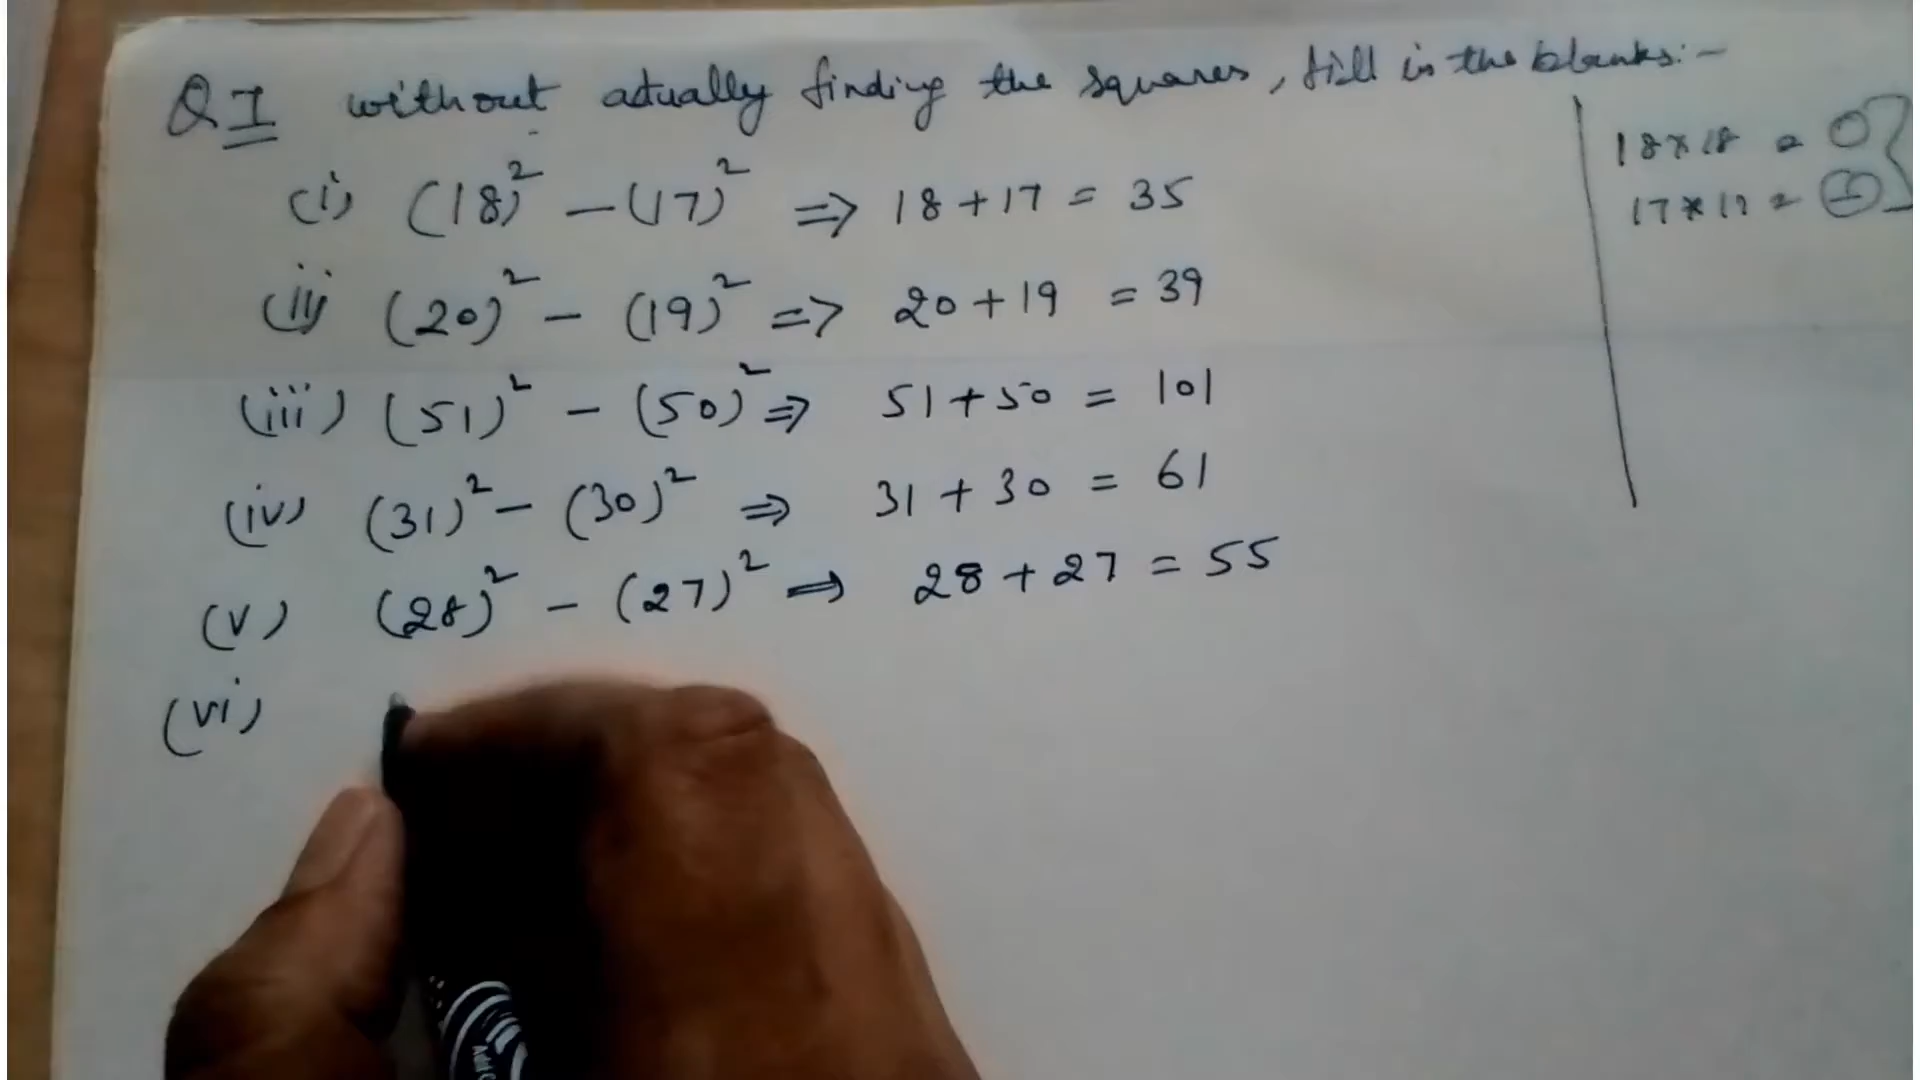 Q I without actually finding the squares, fill in the blanks:-
(i) (18)² - (17)² => 18 + 17 = 35
(ii) (20)² - (19)² => 20 + 19 = 39
(iii) (51)² - (50)² => 51 + 50 = 101
(iv) (31)² - (30)² => 31 + 30 = 61
(v) (28)² - (27)² => 28 + 27 = 55
(vi)
18 * 18 =
17 * 17 =